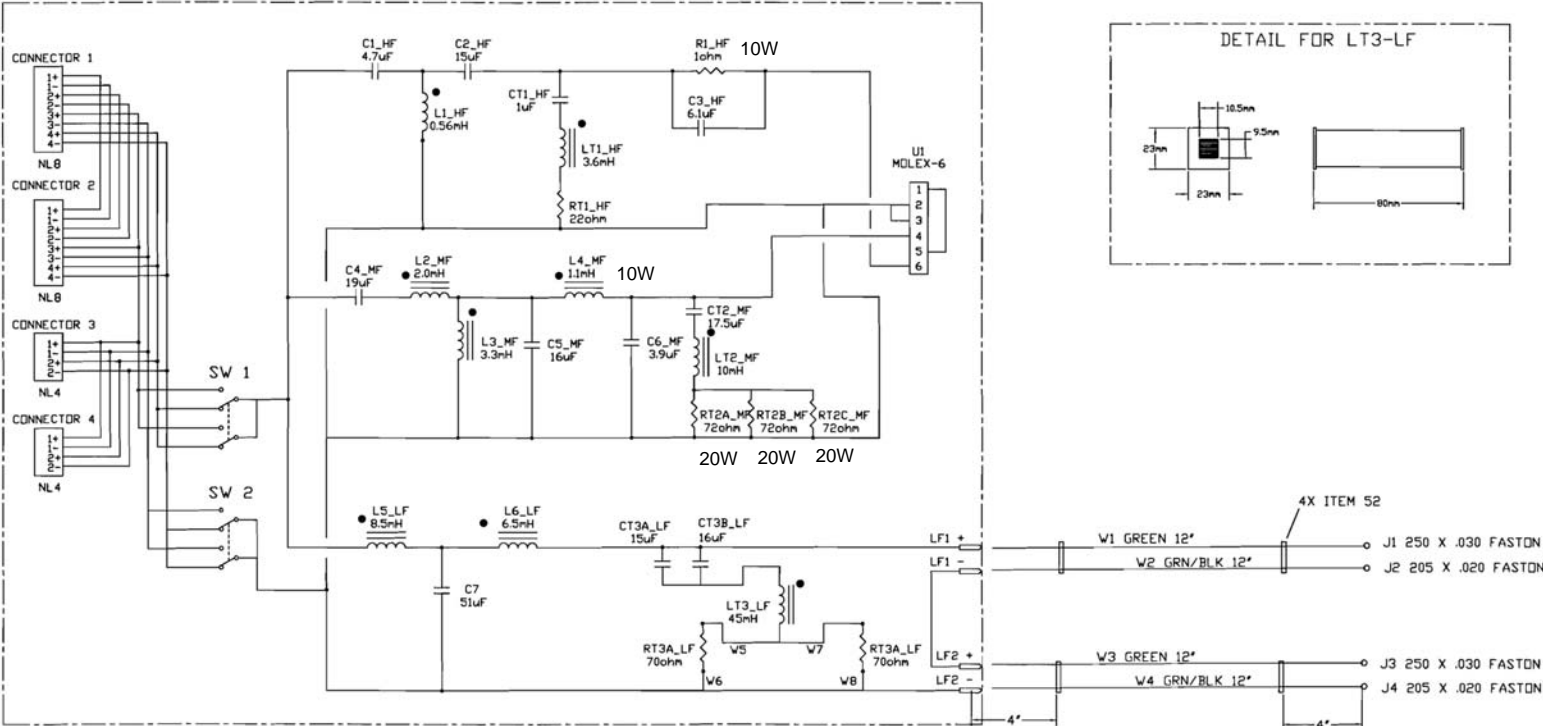 CONNECTOR 1
1+
1-
2+
2-
3+
3-
4+
4-
NL8
CONNECTOR 2
1+
1-
2+
2-
3+
3-
4+
4-
NL8
CONNECTOR 3
1+
1-
2+
2-
NL4
CONNECTOR 4
1+
1-
2+
2-
NL4
SW 1
SW 2
C1_HF
4.7uF
C2_HF
15uF
R1_HF
1ohm
10W
L1_HF
0.56mH
CT1_HF
1uF
C3_HF
6.1uF
LT1_HF
3.6mH
RT1_HF
22ohm
U1
MOLEX-6
1
2
3
4
5
6
C4_MF
19uF
L2_MF
2.0mH
L4_MF
1.1mH
10W
L3_MF
3.3mH
C5_MF
16uF
C6_MF
3.9uF
CT2_MF
17.5uF
LT2_MF
10mH
RT2A_MF
72ohm
RT2B_MF
72ohm
RT2C_MF
72ohm
20W
20W
20W
L5_LF
8.5mH
L6_LF
6.5mH
CT3A_LF
15uF
CT3B_LF
16uF
C7
51uF
LT3_LF
45mH
RT3A_LF
70ohm
W5
W7
RT3A_LF
70ohm
W6
W8
LF1 +
LF1 -
LF2 +
LF2 -
DETAIL FOR LT3-LF
10.5mm
9.5mm
23mm
23mm
80mm
4X ITEM 52
W1 GREEN 12"
J1 250 X .030 FASTON
W2 GRN/BLK 12"
J2 205 X .020 FASTON
W3 GREEN 12"
J3 250 X .030 FASTON
W4 GRN/BLK 12"
J4 205 X .020 FASTON
4"
4"